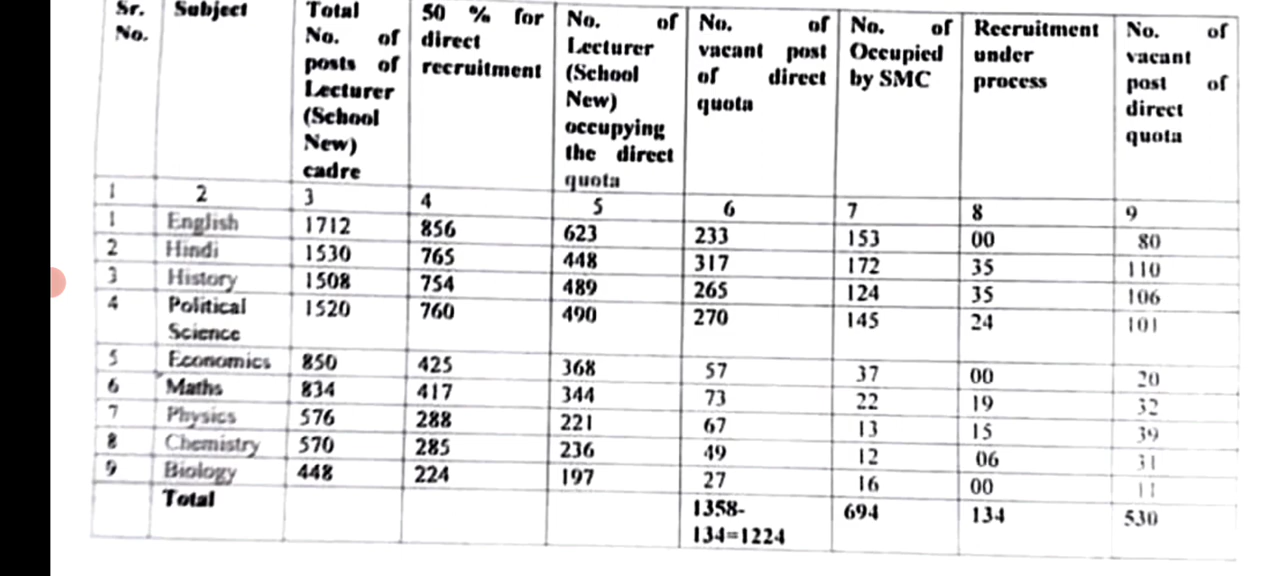 Sr. No. | Subject | Total No. of posts of Lecturer (School New) cadre | 50 % for direct recruitment | No. of Lecturer (School New) occupying the direct quota | No. of vacant post of direct quota | No. of Occupied by SMC | Recruitment under process | No. of vacant post of direct quota
1 | 2 | 3 | 4 | 5 | 6 | 7 | 8 | 9
1 | English | 1712 | 856 | 623 | 233 | 153 | 00 | 80
2 | Hindi | 1530 | 765 | 448 | 317 | 172 | 35 | 110
3 | History | 1508 | 754 | 489 | 265 | 124 | 35 | 106
4 | Political Science | 1520 | 760 | 490 | 270 | 145 | 24 | 101
5 | Economics | 850 | 425 | 368 | 57 | 37 | 00 | 20
6 | Maths | 834 | 417 | 344 | 73 | 22 | 19 | 32
7 | Physics | 576 | 288 | 221 | 67 | 13 | 15 | 39
8 | Chemistry | 570 | 285 | 236 | 49 | 12 | 06 | 31
9 | Biology | 448 | 224 | 197 | 27 | 16 | 00 | 11
Total | 1358-134=1224 | 694 | 134 | 530